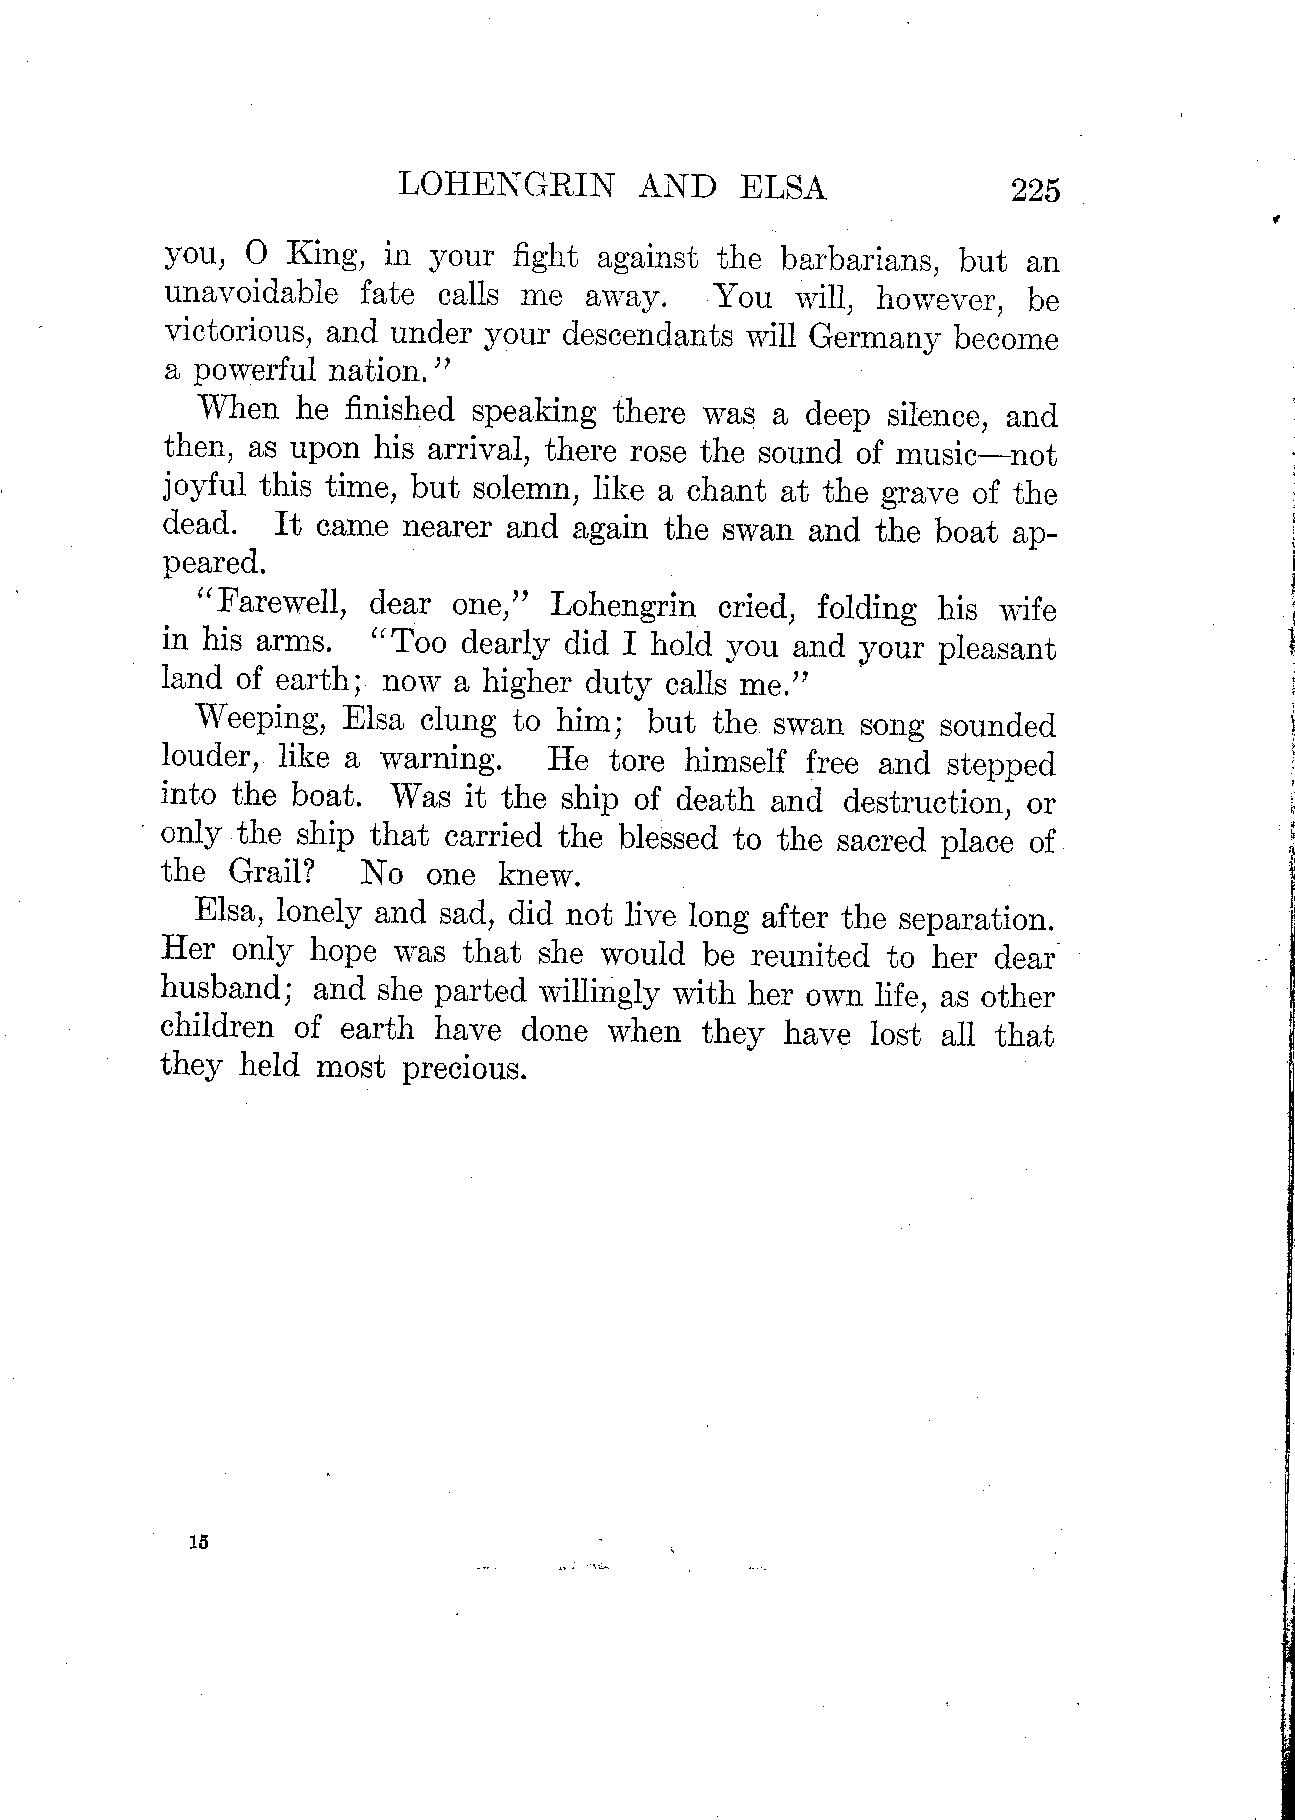 LOHENGRIN AND ELSA 225
you, O King, in your fight against the barbarians, but an
unavoidable fate calls me away. You will, however, be
victorious, and under your descendants will Germany become
a powerful nation."
When he finished speaking there was a deep silence, and
then, as upon his arrival, there rose the sound of music—not
joyful this time, but solemn, like a chant at the grave of the
dead. It came nearer and again the swan and the boat ap-
peared.
"Farewell, dear one," Lohengrin cried, folding his wife
in his arms. "Too dearly did I hold you and your pleasant
land of earth; now a higher duty calls me."
Weeping, Elsa clung to him; but the swan song sounded
louder, like a warning. He tore himself free and stepped
into the boat. Was it the ship of death and destruction, or
only the ship that carried the blessed to the sacred place of
the Grail? No one knew.
Elsa, lonely and sad, did not live long after the separation.
Her only hope was that she would be reunited to her dear
husband; and she parted willingly with her own life, as other
children of earth have done when they have lost all that
they held most precious.
15